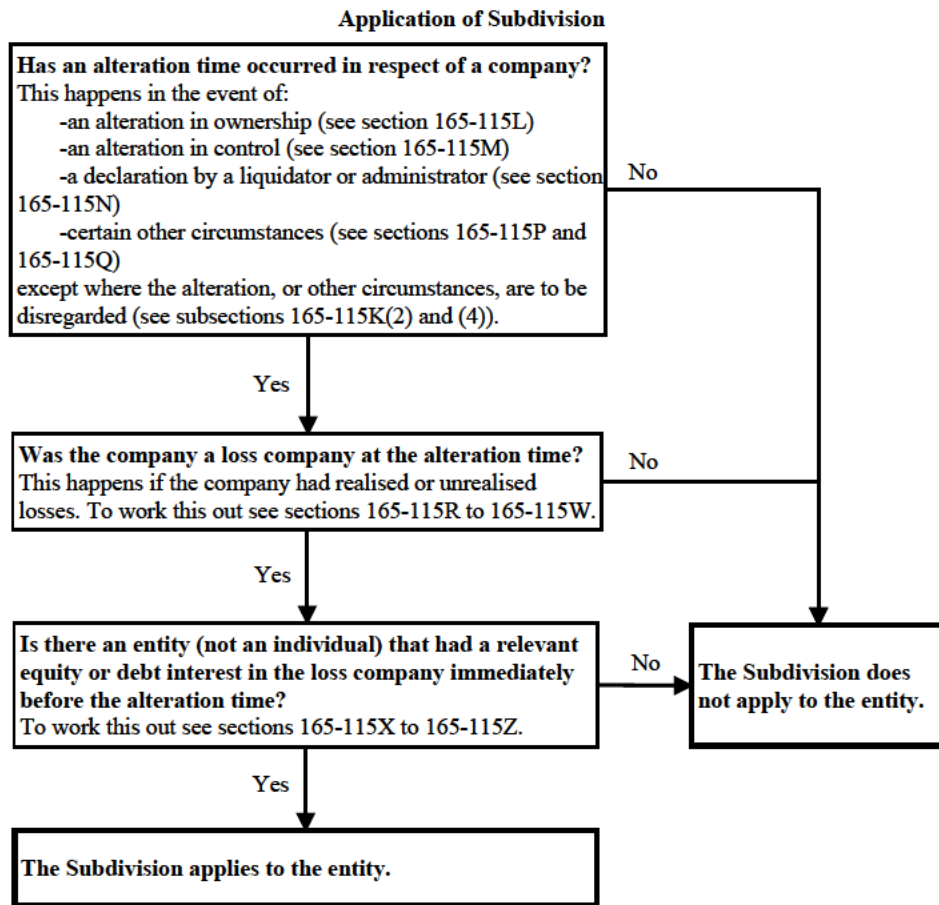 Application of Subdivision
Has an alteration time occurred in respect of a company?
This happens in the event of:
-an alteration in ownership (see section 165-115L)
-an alteration in control (see section 165-115M)
-a declaration by a liquidator or administrator (see section
165-115N)
-certain other circumstances (see sections 165-115P and
165-115Q)
except where the alteration, or other circumstances, are to be
disregarded (see subsections 165-115K(2) and (4)).
No
Yes
Was the company a loss company at the alteration time?
This happens if the company had realised or unrealised
losses. To work this out see sections 165-115R to 165-115W.
No
Yes
Is there an entity (not an individual) that had a relevant
equity or debt interest in the loss company immediately
before the alteration time?
To work this out see sections 165-115X to 165-115Z.
No
The Subdivision does
not apply to the entity.
Yes
The Subdivision applies to the entity.